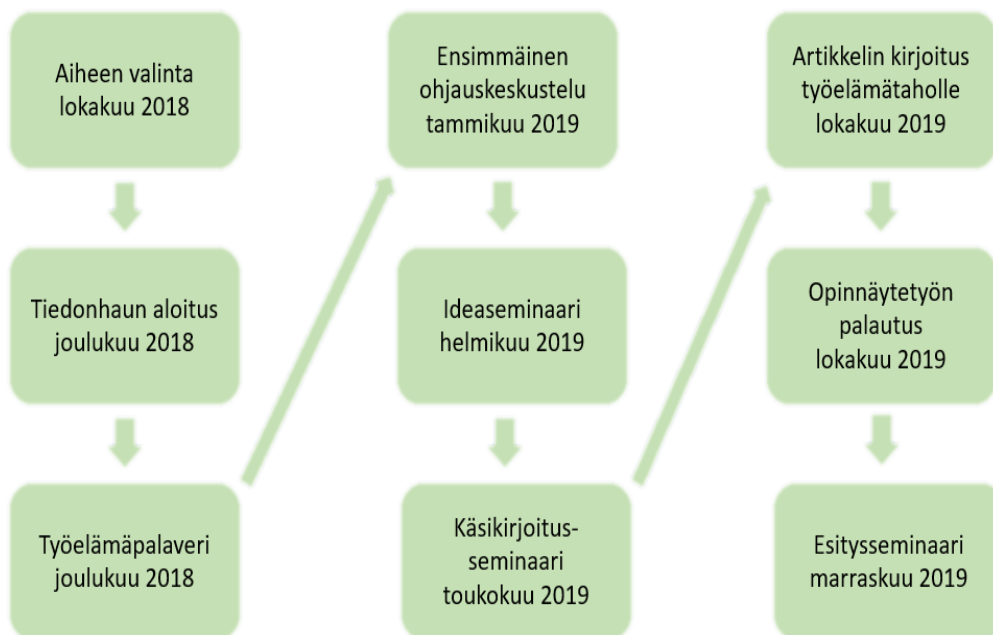 Aiheen valinta
lokakuu 2018
Tiedonhaun aloitus
joulukuu 2018
Työelämäpalaveri
joulukuu 2018
Ensimmäinen
ohjauskeskustelu
tammikuu 2019
Ideaseminaari
helmikuu 2019
Käsikirjoitus-
seminaari
toukokuu 2019
Artikkelin kirjoitus
työelämätaholle
lokakuu 2019
Opinnäytetyön
palautus
lokakuu 2019
Esitysseminaari
marraskuu 2019